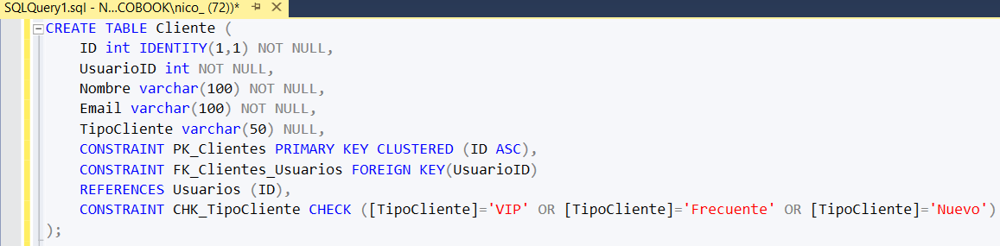 SQLQuery1.sql - N...COBOOK\nico_ (72))*
CREATE TABLE Cliente (
ID int IDENTITY(1,1) NOT NULL,
UsuarioID int NOT NULL,
Nombre varchar(100) NOT NULL,
Email varchar(100) NOT NULL,
TipoCliente varchar(50) NULL,
CONSTRAINT PK_Clientes PRIMARY KEY CLUSTERED (ID ASC),
CONSTRAINT FK_Clientes_Usuarios FOREIGN KEY(UsuarioID)
REFERENCES Usuarios (ID),
CONSTRAINT CHK_TipoCliente CHECK ([TipoCliente]='VIP' OR [TipoCliente]='Frecuente' OR [TipoCliente]='Nuevo')
);